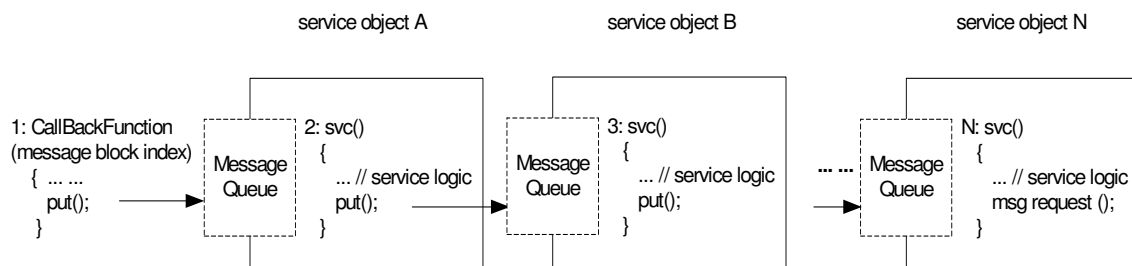 service object A
service object B
service object N
1: CallBackFunction
(message block index)
{ ... ...
put();
}
Message
Queue
2: svc()
{
... // service logic
put();
}
Message
Queue
3: svc()
{
... // service logic
put();
}
... ...
Message
Queue
N: svc()
{
... // service logic
msg request ();
}